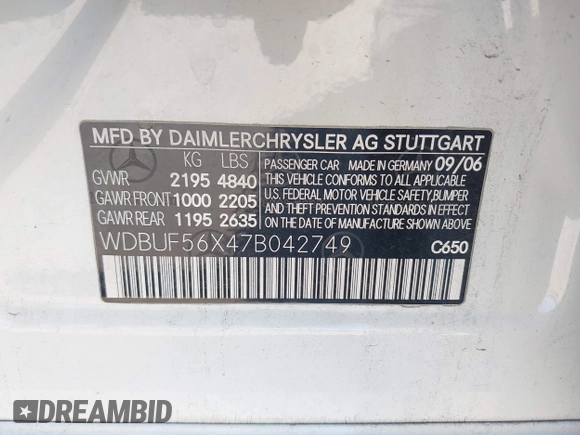 MFD BY DAIMLERCHRYSLER AG STUTTGART
KG LBS
GVWR 2195 4840
GAWR FRONT 1000 2205
GAWR REAR 1195 2635
PASSENGER CAR MADE IN GERMANY 09/06
THIS VEHICLE CONFORMS TO ALL APPLICABLE
U.S. FEDERAL MOTOR VEHICLE SAFETY,BUMPER
AND THEFT PREVENTION STANDARDS IN EFFECT
ON THE DATE OF MANUFACTURE SHOWN ABOVE.
WDBUF56X47B042749
C650
DREAMBID